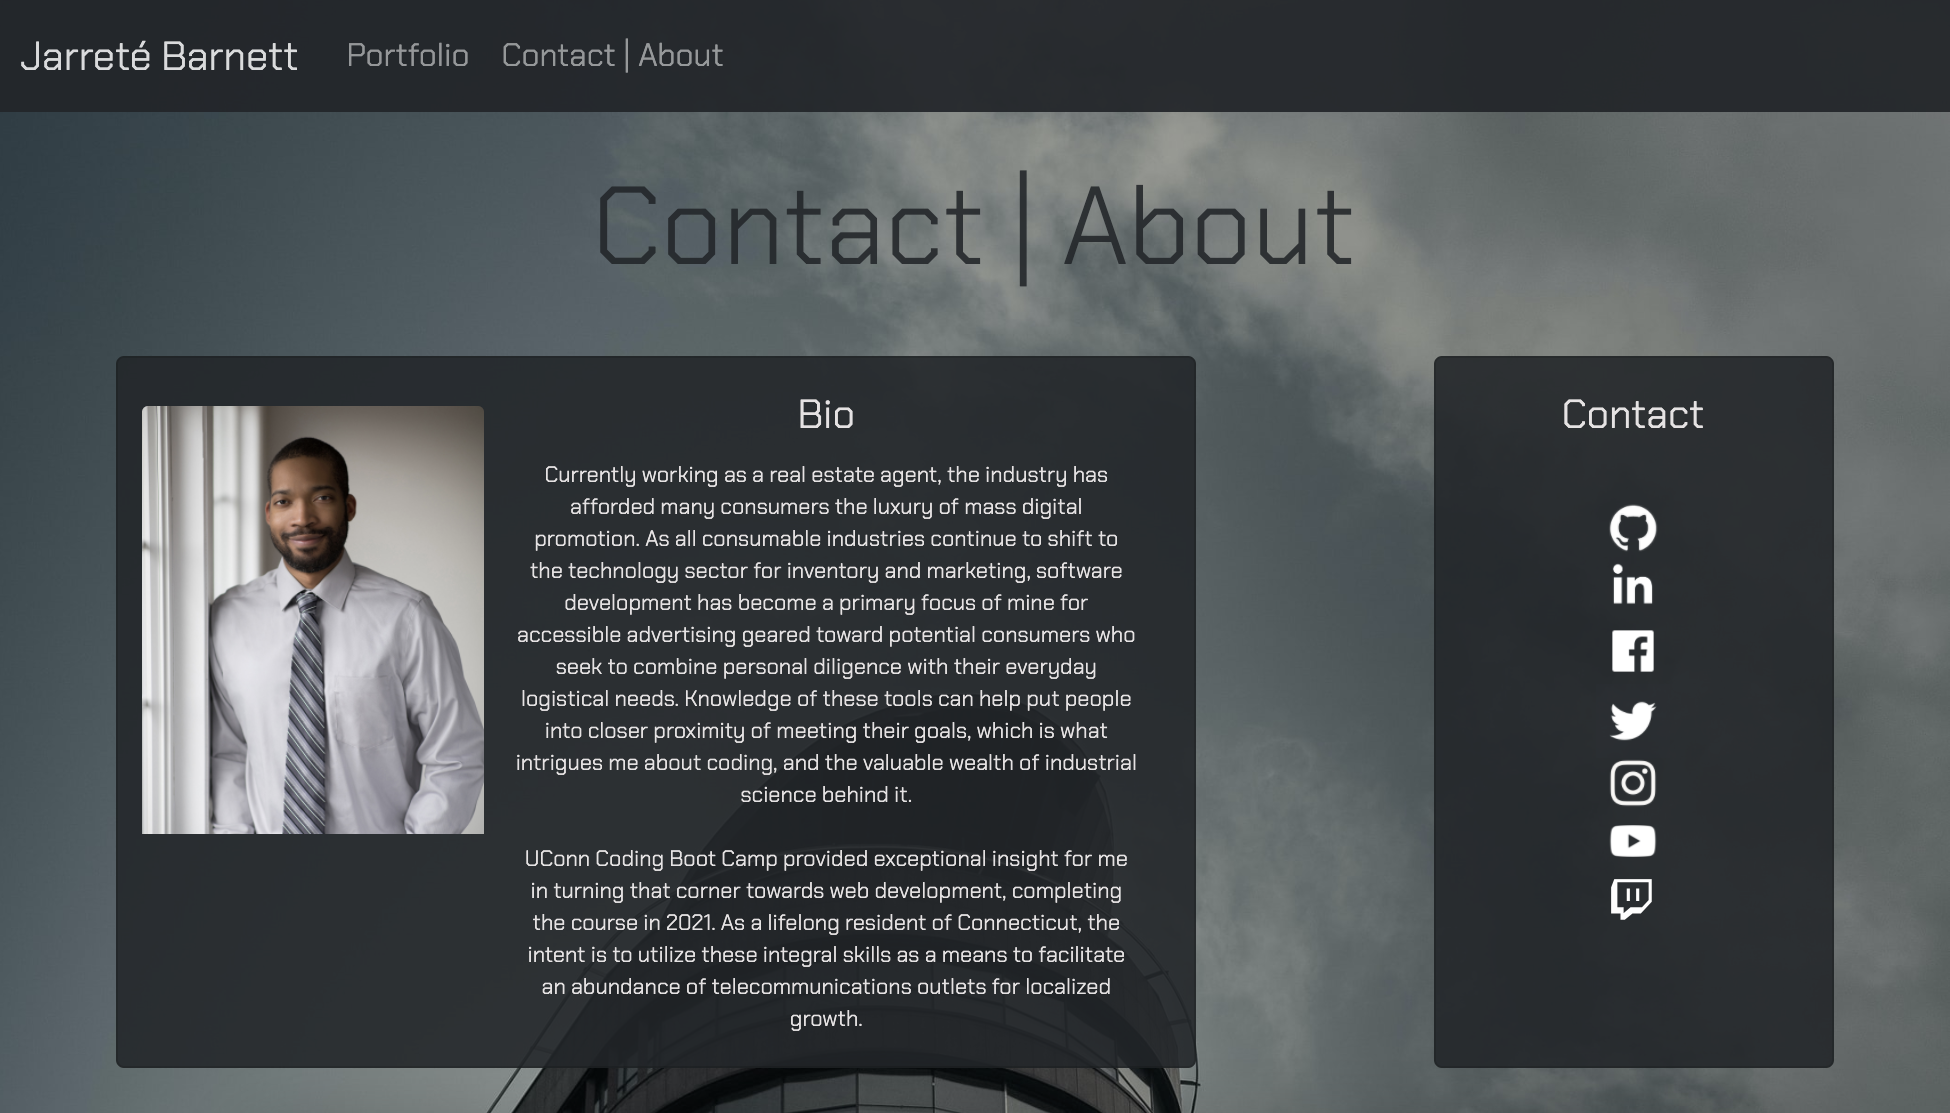 Jarreté Barnett Portfolio Contact | About
Contact | About
Bio
Currently working as a real estate agent, the industry has
afforded many consumers the luxury of mass digital
promotion. As all consumable industries continue to shift to
the technology sector for inventory and marketing, software
development has become a primary focus of mine for
accessible advertising geared toward potential consumers who
seek to combine personal diligence with their everyday
logistical needs. Knowledge of these tools can help put people
into closer proximity of meeting their goals, which is what
intrigues me about coding, and the valuable wealth of industrial
science behind it.
UConn Coding Boot Camp provided exceptional insight for me
in turning that corner towards web development, completing
the course in 2021. As a lifelong resident of Connecticut, the
intent is to utilize these integral skills as a means to facilitate
an abundance of telecommunications outlets for localized
growth.
Contact
in